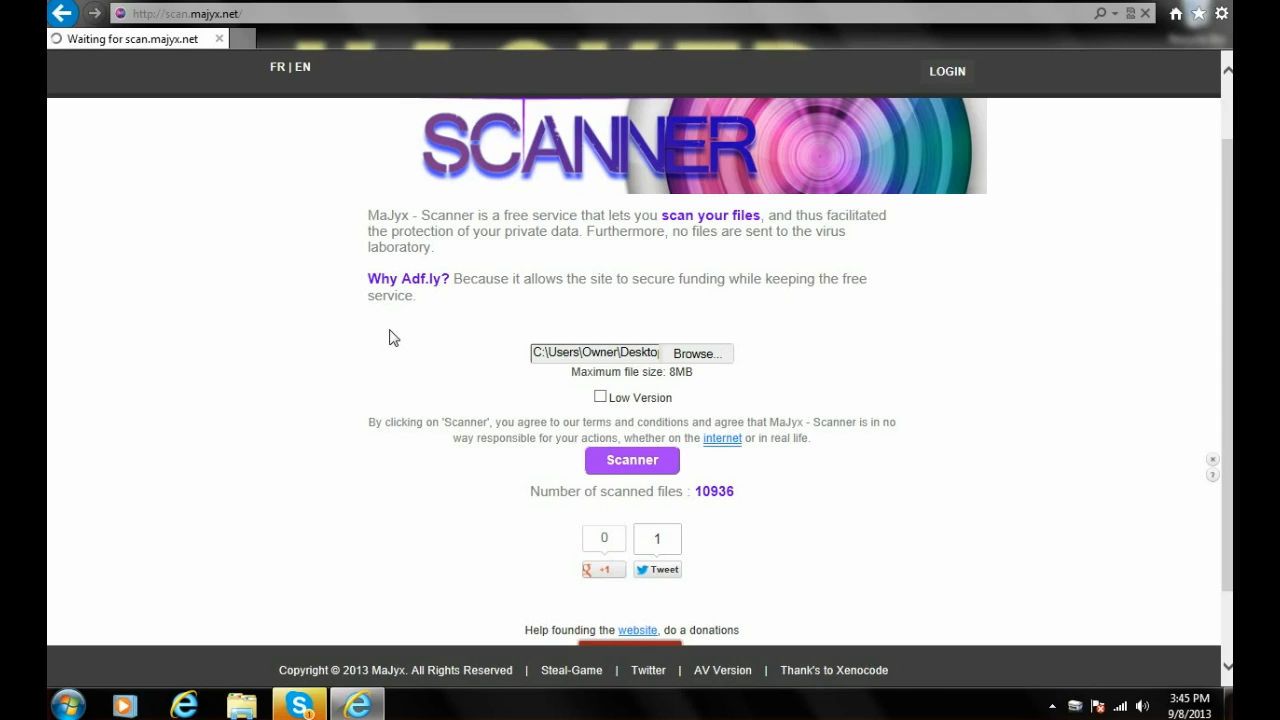 http://scan.majyx.net/
Waiting for scan.majyx.net
FR | EN
LOGIN
SCANNER
MaJyx - Scanner is a free service that lets you scan your files, and thus facilitated
the protection of your private data. Furthermore, no files are sent to the virus
laboratory.
Why Adf.ly? Because it allows the site to secure funding while keeping the free
service.
C:\Users\Owner\Desktop
Browse...
Maximum file size: 8MB
Low Version
By clicking on 'Scanner', you agree to our terms and conditions and agree that MaJyx - Scanner is in no
way responsible for your actions, whether on the internet or in real life.
Scanner
Number of scanned files : 10936
0
1
+1
Tweet
Help founding the website, do a donations
Copyright © 2013 MaJyx. All Rights Reserved | Steal-Game | Twitter | AV Version | Thank's to Xenocode
3:45 PM
9/8/2013